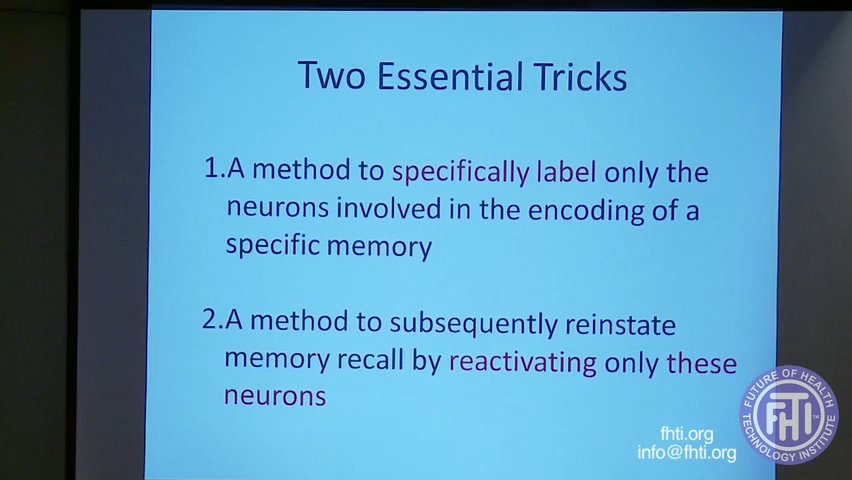 Two Essential Tricks
1.A method to specifically label only the
neurons involved in the encoding of a
specific memory
2.A method to subsequently reinstate
memory recall by reactivating only these
neurons
FUTURE OF HEALTH
FHTI
TM
TECHNOLOGY INSTITUTE
fhti.org
info@fhti.org